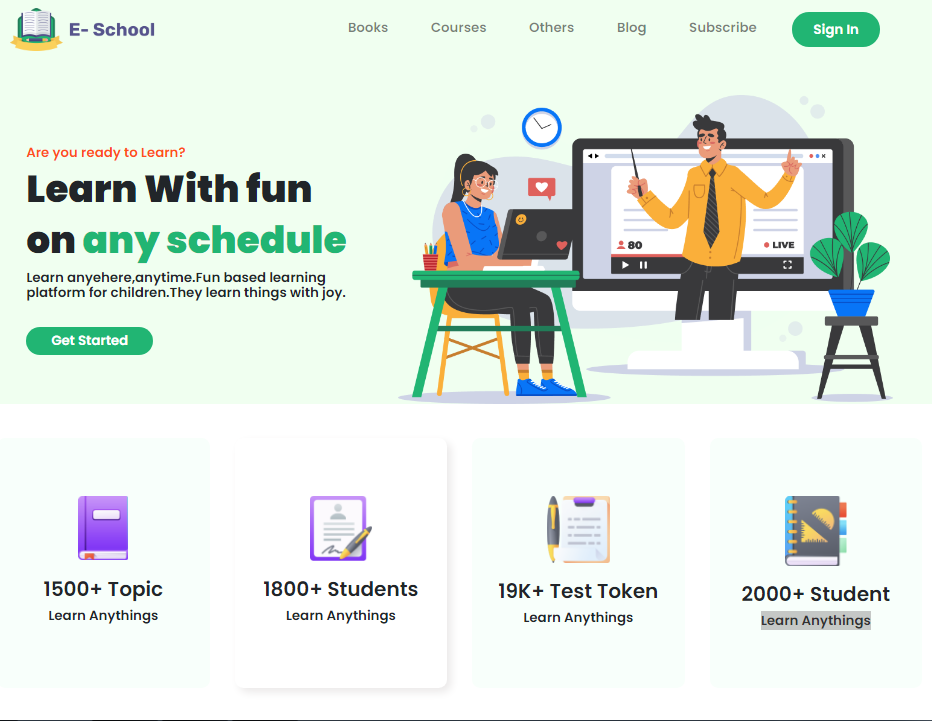 E- School
Books
Courses
Others
Blog
Subscribe
Sign In
Are you ready to Learn?
Learn With fun
on any schedule
Learn anyehere,anytime.Fun based learning
platform for children.They learn things with joy.
Get Started
80
LIVE
1500+ Topic
Learn Anythings
1800+ Students
Learn Anythings
19K+ Test Token
Learn Anythings
2000+ Student
Learn Anythings